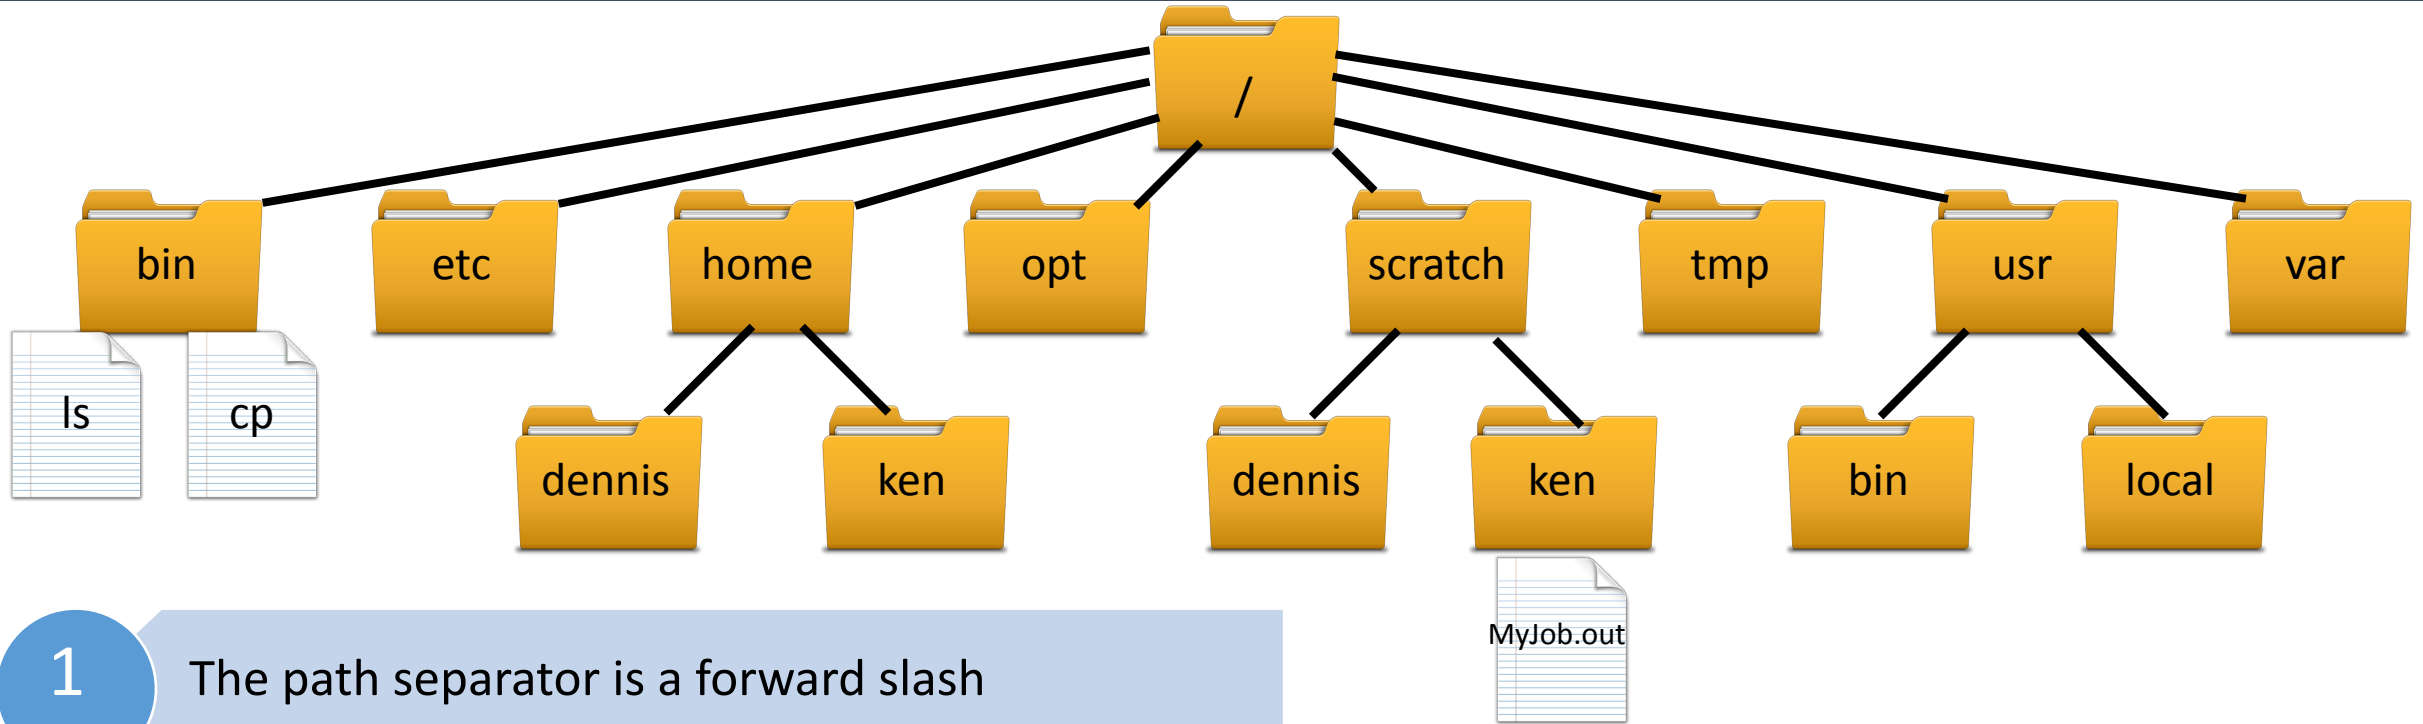 /
bin
etc
home
opt
scratch
tmp
usr
var
ls
cp
dennis
ken
dennis
ken
bin
local
MyJob.out
1
The path separator is a forward slash